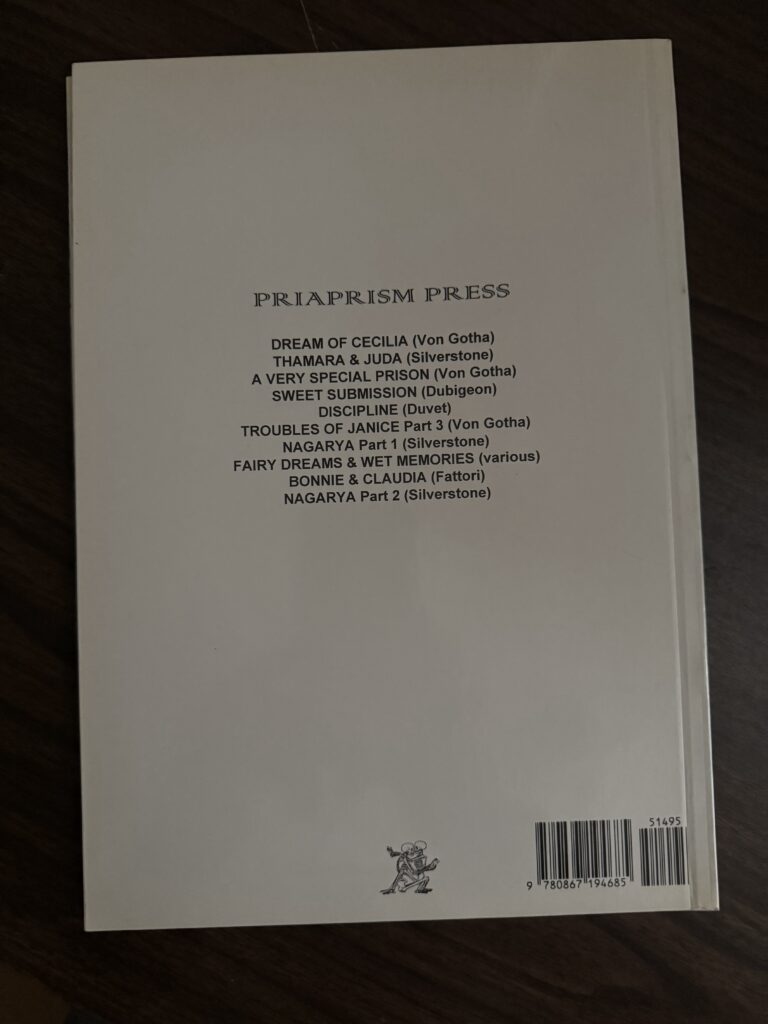 PRIAPRISM PRESS
DREAM OF CECILIA (Von Gotha)
THAMARA & JUDA (Silverstone)
A VERY SPECIAL PRISON (Von Gotha)
SWEET SUBMISSION (Dubigeon)
DISCIPLINE (Duvet)
TROUBLES OF JANICE Part 3 (Von Gotha)
NAGARYA Part 1 (Silverstone)
FAIRY DREAMS & WET MEMORIES (various)
BONNIE & CLAUDIA (Fattori)
NAGARYA Part 2 (Silverstone)
51495
9 780867 194685